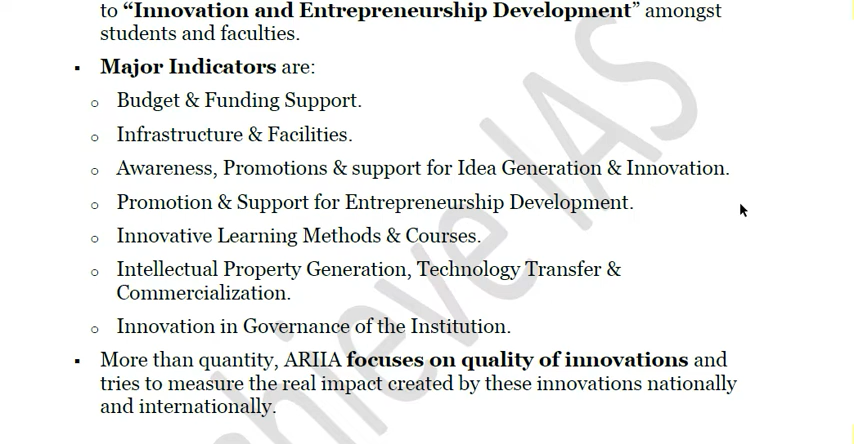 to “Innovation and Entrepreneurship Development” amongst
students and faculties.
▪ Major Indicators are:
o Budget & Funding Support.
o Infrastructure & Facilities.
o Awareness, Promotions & support for Idea Generation & Innovation.
o Promotion & Support for Entrepreneurship Development.
o Innovative Learning Methods & Courses.
o Intellectual Property Generation, Technology Transfer &
Commercialization.
o Innovation in Governance of the Institution.
▪ More than quantity, ARIIA focuses on quality of innovations and
tries to measure the real impact created by these innovations nationally
and internationally.
hieve IAS